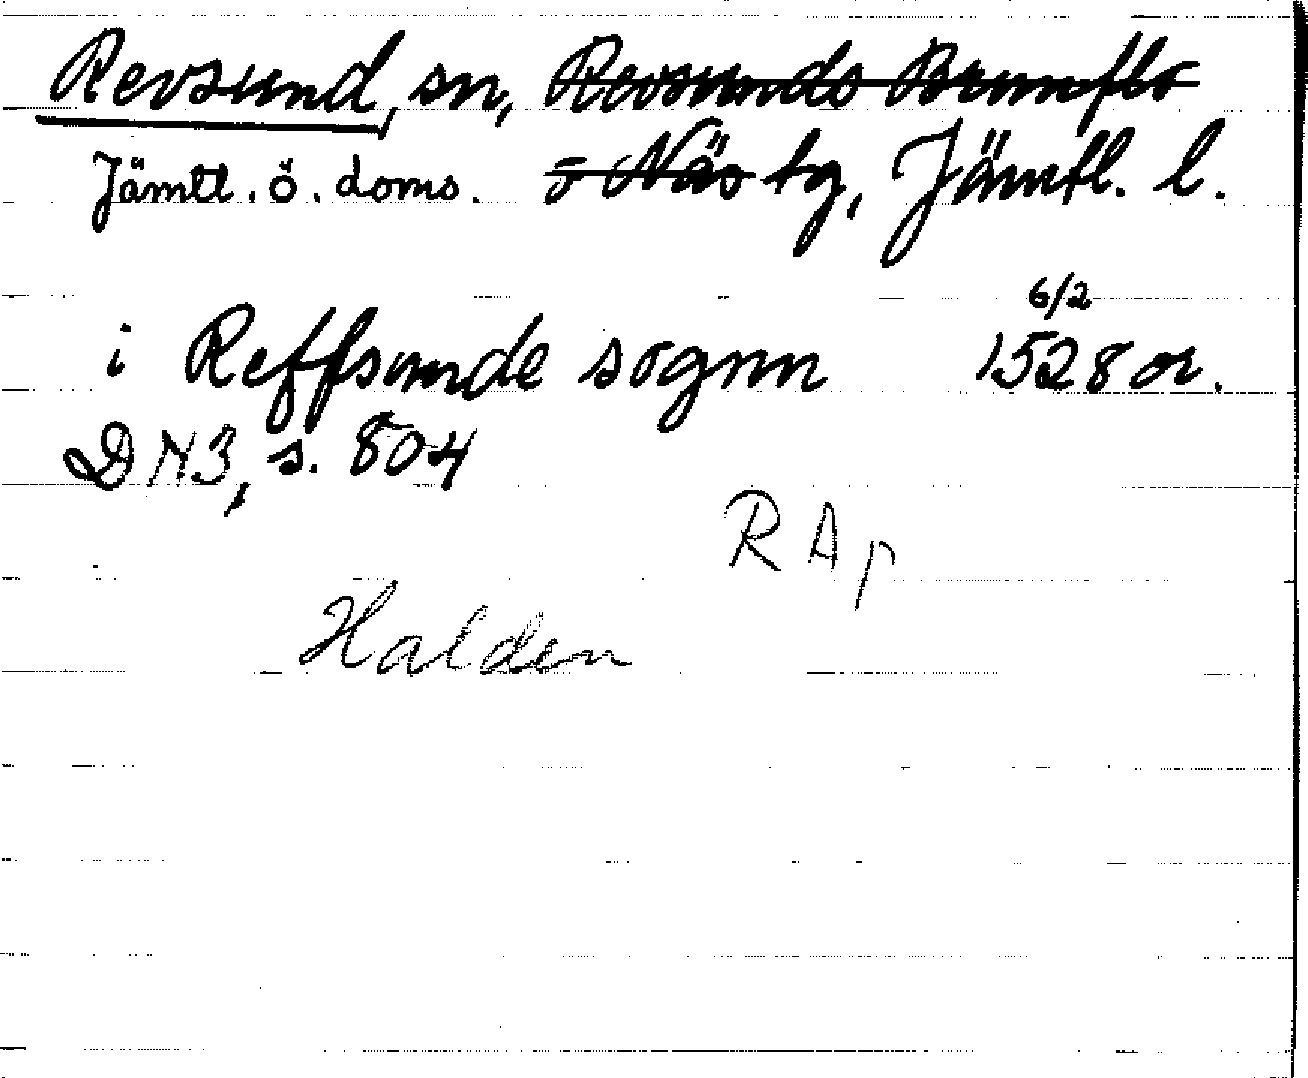 Revsund, sn, Revsunds Brunflo
Jämtl. ö. doms. o Näs tg, Jämtl. l.
6/2
i Reffsunde sognn 1528 or.
DN3, s. 804
RAp
Halden